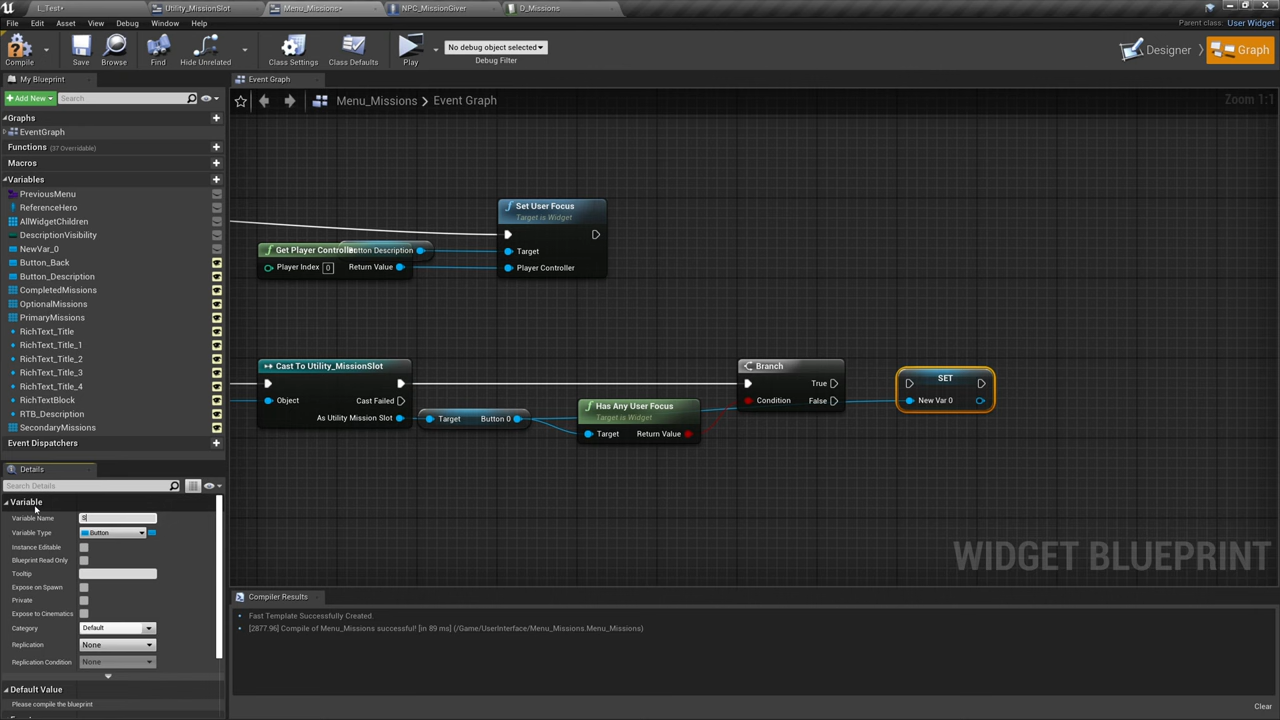 L_Test•
Utility_MissionSlot
Menu_Missions•
NPC_MissionGiver
D_Missions
File Edit Asset View Debug Window Help
Parent class: User Widget
Compile
Save
Browse
Find
Hide Unrelated
Class Settings
Class Defaults
Play
No debug object selected
Debug Filter
Designer
Graph
My Blueprint
Add New
Search
Graphs
EventGraph
Functions (37 Overridable)
Macros
Variables
PreviousMenu
ReferenceHero
AllWidgetChildren
DescriptionVisibility
NewVar_0
Button_Back
Button_Description
CompletedMissions
OptionalMissions
PrimaryMissions
RichText_Title
RichText_Title_1
RichText_Title_2
RichText_Title_3
RichText_Title_4
RichTextBlock
RTB_Description
SecondaryMissions
Event Dispatchers
Details
Search Details
Variable
Variable Name S
Variable Type Button
Instance Editable
Blueprint Read Only
Tooltip
Expose on Spawn
Private
Expose to Cinematics
Category Default
Replication None
Replication Condition None
Default Value
Please compile the blueprint
Event Graph
Menu_Missions > Event Graph
Zoom 1:1
Set User Focus
Target is Widget
Target
Player Controller
Get Player Controller
Button Description
Player Index 0
Return Value
Cast To Utility_MissionSlot
Object
Cast Failed
As Utility Mission Slot
Target Button 0
Has Any User Focus
Target is Widget
Target Return Value
Branch
True
Condition False
SET
New Var 0
WIDGET BLUEPRINT
Compiler Results
Fast Template Successfully Created.
[2877.96] Compile of Menu_Missions successful! [in 89 ms] (/Game/UserInterface/Menu_Missions.Menu_Missions)
Clear